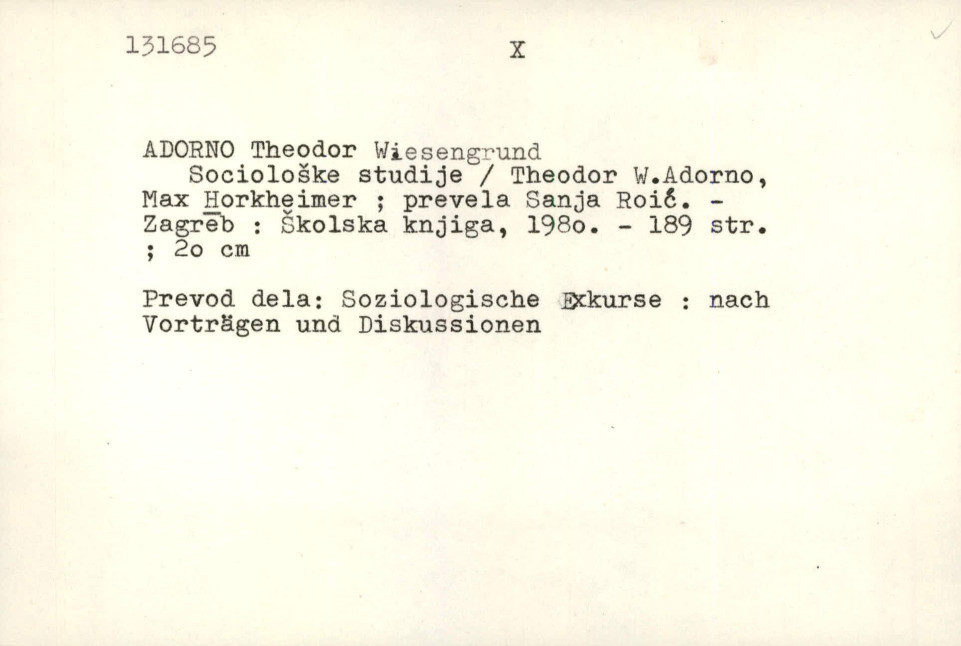 131685
X
ADORNO Theodor Wiesengrund
Sociološke studije / Theodor W.Adorno,
Max Horkheimer ; prevela Sanja Roić. -
Zagreb : Školska knjiga, 198o. - 189 str.
; 2o cm
Prevod dela: Soziologische Exkurse : nach
Vorträgen und Diskussionen